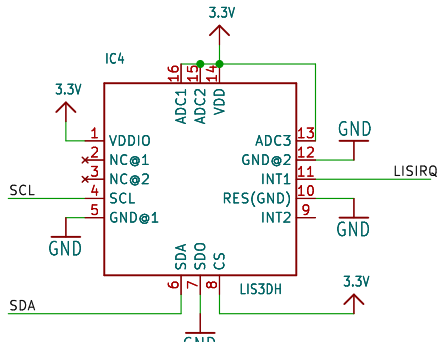 3.3V
IC4
16 15 14
ADC1 ADC2 VDD
3.3V
1 VDDIO
ADC3 13
GND
2 NC@1
GND@2 12
3 NC@2
INT1 11
LISIRQ
SCL
4 SCL
RES(GND) 10
5 GND@1
INT2 9
GND
GND
SDA SDO CS
6 7 8
LIS3DH
3.3V
SDA
GND